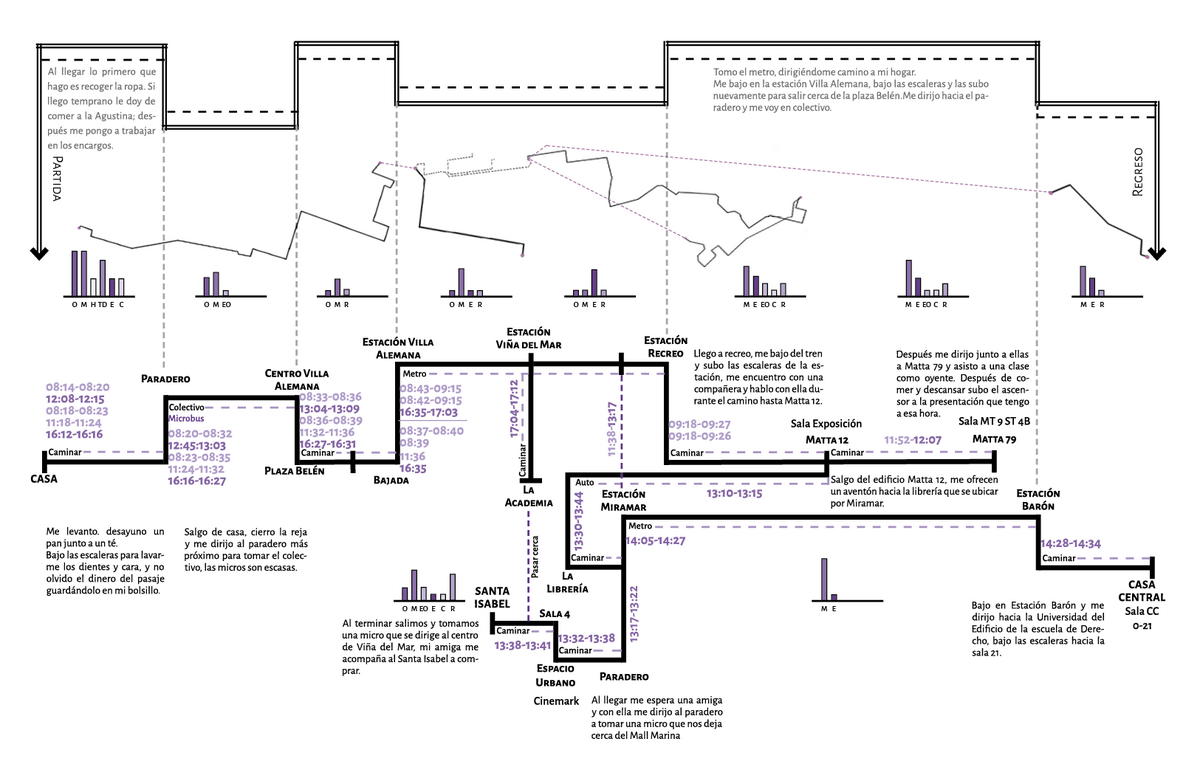 Al llegar lo primero que
hago es recoger la ropa. Si
llego temprano le doy de
comer a la Agustina; des-
pués me pongo a trabajar
en los encargos.
Tomo el metro, dirigiéndome camino a mi hogar.
Me bajo en la estación Villa Alemana, bajo las escaleras y las subo
nuevamente para salir cerca de la plaza Belén.Me dirijo hacia el pa-
radero y me voy en colectivo.
Partida
Regreso
O M H TD E C
O M EO
O M R
O M E R
O M E R
M E EO C R
M E EO C R
M E R
Estación Villa
Alemana
Estación
Viña del Mar
Estación
Recreo
Llego a recreo, me bajo del tren
y subo las escaleras de la es-
tación, me encuentro con una
compañera y hablo con ella du-
rante el camino hasta Matta 12.
Después me dirijo junto a ellas
a Matta 79 y asisto a una clase
como oyente. Después de co-
mer y descansar subo el ascen-
sor a la presentación que tengo
a esa hora.
Paradero
Centro Villa
Alemana
Metro
08:14-08:20
12:08-12:15
08:18-08:23
11:18-11:24
16:12-16:16
Caminar
Casa
Colectivo
Microbus
08:20-08:32
12:45:13:03
08:23-08:35
11:24-11:32
16:16-16:27
08:33-08:36
13:04-13:09
08:36-08:39
11:32-11:36
16:27-16:31
Caminar
Plaza Belén
08:43-09:15
08:42-09:15
16:35-17:03
08:37-08:40
08:39
11:36
16:35
Bajada
17:04-17:12
Caminar
La
Academia
11:38-13:17
09:18-09:27
09:18-09:26
Caminar
Sala Exposición
Matta 12
11:52-12:07
Caminar
Sala MT 9 ST 4B
Matta 79
Auto
13:10-13:15
Salgo del edificio Matta 12, me ofrecen
un aventón hacia la librería que se ubicar
por Miramar.
13:30-13:44
Caminar
La
Librería
Estación
Miramar
Metro
14:05-14:27
Estación
Barón
14:28-14:34
Caminar
Casa
Central
Sala CC
0-21
Me levanto. desayuno un
pan junto a un té.
Bajo las escaleras para lavar-
me los dientes y cara, y no
olvido el dinero del pasaje
guardándolo en mi bolsillo.
Salgo de casa, cierro la reja
y me dirijo al paradero más
próximo para tomar el colec-
tivo, las micros son escasas.
Pasar cerca
O M EO E C R
M E
Al terminar salimos y tomamos
una micro que se dirige al centro
de Viña del Mar, mi amiga me
acompaña al Santa Isabel a com-
prar.
Santa
Isabel
Caminar
13:38-13:41
Sala 4
13:32-13:38
Caminar
13:17-13:22
Espacio
Urbano
Cinemark
Paradero
Al llegar me espera una amiga
y con ella me dirijo al paradero
a tomar una micro que nos deja
cerca del Mall Marina
Bajo en Estación Barón y me
dirijo hacia la Universidad del
Edificio de la escuela de Dere-
cho, bajo las escaleras hacia la
sala 21.